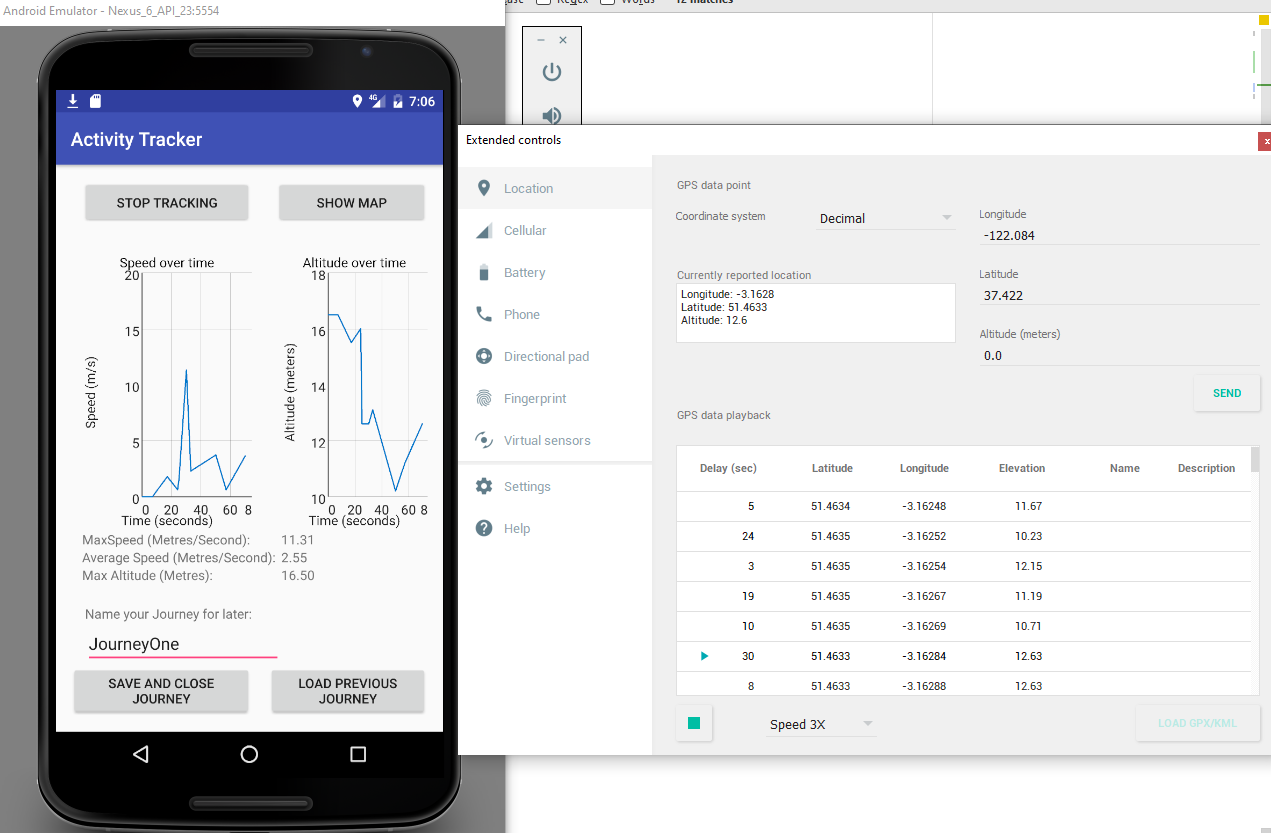 Android Emulator - Nexus_6_API_23:5554
Regex
Words
12 matches
4G
7:06
Activity Tracker
STOP TRACKING
SHOW MAP
Speed over time
20
15
10
5
0
Speed (m/s)
0 20 40 60 8
Time (seconds)
Altitude over time
18
16
14
12
10
Altitude (meters)
0 20 40 60 8
Time (seconds)
MaxSpeed (Metres/Second): 11.31
Average Speed (Metres/Second): 2.55
Max Altitude (Metres): 16.50
Name your Journey for later:
JourneyOne
SAVE AND CLOSE
JOURNEY
LOAD PREVIOUS
JOURNEY
Extended controls
x
Location
Cellular
Battery
Phone
Directional pad
Fingerprint
Virtual sensors
Settings
Help
GPS data point
Coordinate system
Decimal
Longitude
-122.084
Currently reported location
Longitude: -3.1628
Latitude: 51.4633
Altitude: 12.6
Latitude
37.422
Altitude (meters)
0.0
SEND
GPS data playback
Delay (sec) Latitude Longitude Elevation Name Description
5 51.4634 -3.16248 11.67
24 51.4635 -3.16252 10.23
3 51.4635 -3.16254 12.15
19 51.4635 -3.16267 11.19
10 51.4635 -3.16269 10.71
30 51.4633 -3.16284 12.63
8 51.4633 -3.16288 12.63
Speed 3X
LOAD GPX/KML